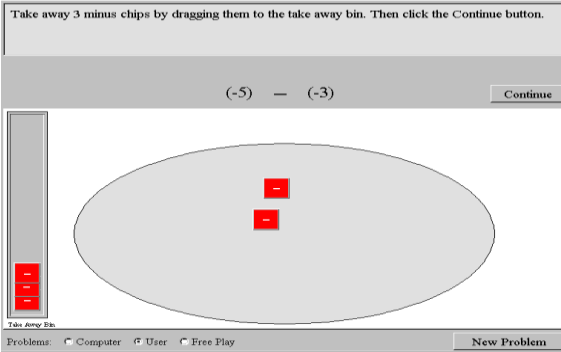 Take away 3 minus chips by dragging them to the take away bin. Then click the Continue button.
(-5) — (-3)
Continue
-
-
-
-
-
Take Away Bin
Problems: Computer User Free Play
New Problem